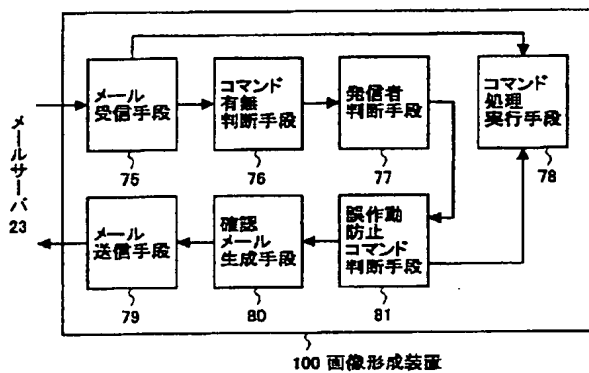 メール
受信手段
75
コマンド
有無
判断手段
76
発信者
判断手段
77
コマンド
処理
実行手段
78
メールサーバ
23
メール
送信手段
79
確認
メール
生成手段
80
誤作動
防止
コマンド
判断手段
81
100 画像形成装置